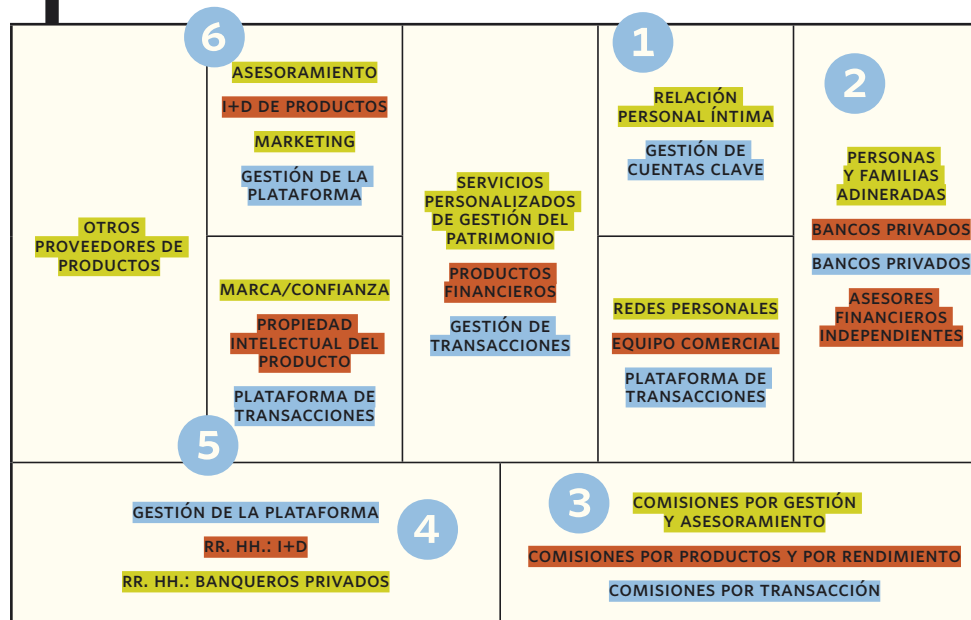 6
1
2
ASESORAMIENTO
I+D DE PRODUCTOS
MARKETING
GESTIÓN DE LA
PLATAFORMA
RELACIÓN
PERSONAL ÍNTIMA
GESTIÓN DE
CUENTAS CLAVE
OTROS
PROVEEDORES DE
PRODUCTOS
SERVICIOS
PERSONALIZADOS
DE GESTIÓN DEL
PATRIMONIO
PRODUCTOS
FINANCIEROS
GESTIÓN DE
TRANSACCIONES
PERSONAS
Y FAMILIAS
ADINERADAS
BANCOS PRIVADOS
BANCOS PRIVADOS
ASESORES
FINANCIEROS
INDEPENDIENTES
MARCA/CONFIANZA
PROPIEDAD
INTELECTUAL DEL
PRODUCTO
PLATAFORMA DE
TRANSACCIONES
REDES PERSONALES
EQUIPO COMERCIAL
PLATAFORMA DE
TRANSACCIONES
5
4
GESTIÓN DE LA PLATAFORMA
RR. HH.: I+D
RR. HH.: BANQUEROS PRIVADOS
3
COMISIONES POR GESTIÓN
Y ASESORAMIENTO
COMISIONES POR PRODUCTOS Y POR RENDIMIENTO
COMISIONES POR TRANSACCIÓN